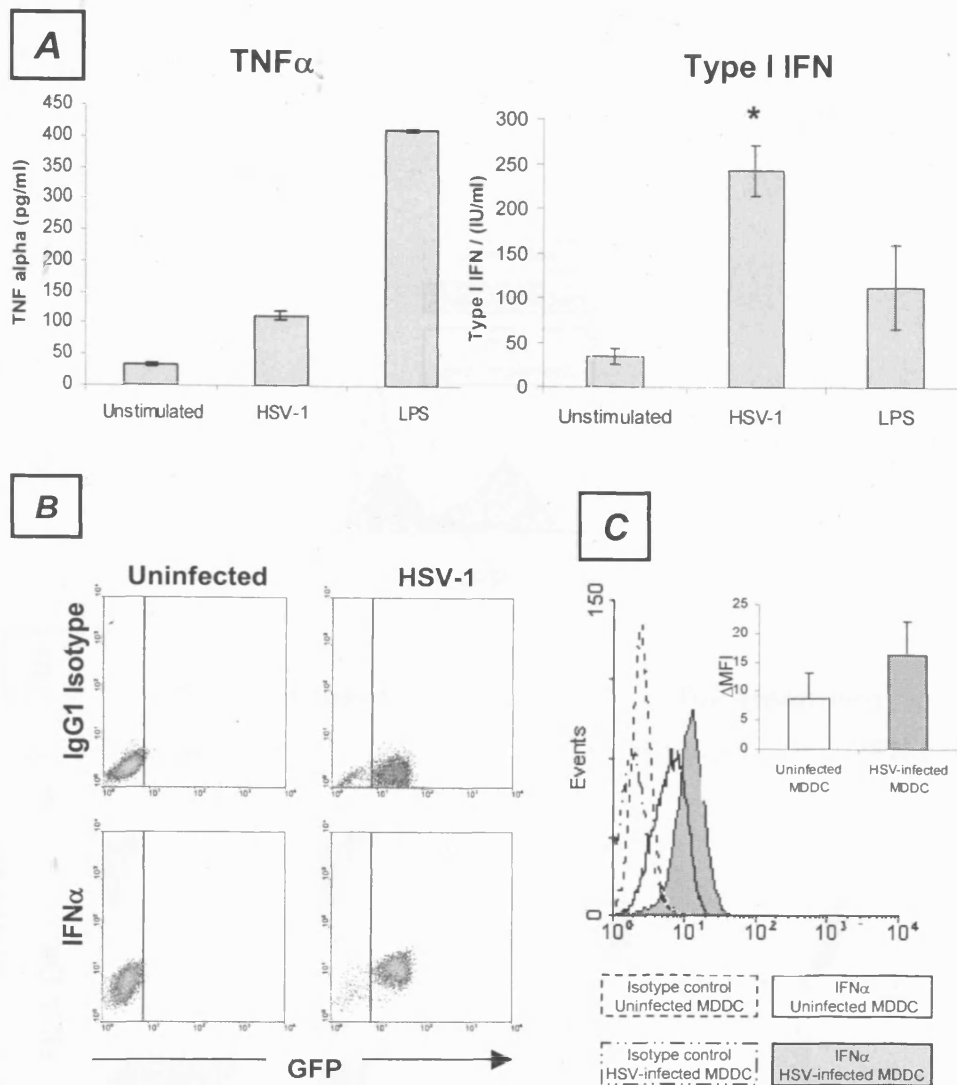 A
TNFα
TNF alpha (pg/ml)
450
400
350
300
250
200
150
100
50
0
Unstimulated HSV-1 LPS
Type I IFN
Type I IFN / (IU/ml)
300
250
200
150
100
50
0
*
Unstimulated HSV-1 LPS
B
Uninfected HSV-1
IgG1 Isotype
IFNα
GFP
C
Events
150
0
10⁰ 10¹ 10² 10³ 10⁴
ΔMFI
25
20
15
10
5
0
Uninfected MDDC
HSV-infected MDDC
Isotype control
Uninfected MDDC
IFNα
Uninfected MDDC
Isotype control
HSV-infected MDDC
IFNα
HSV-infected MDDC